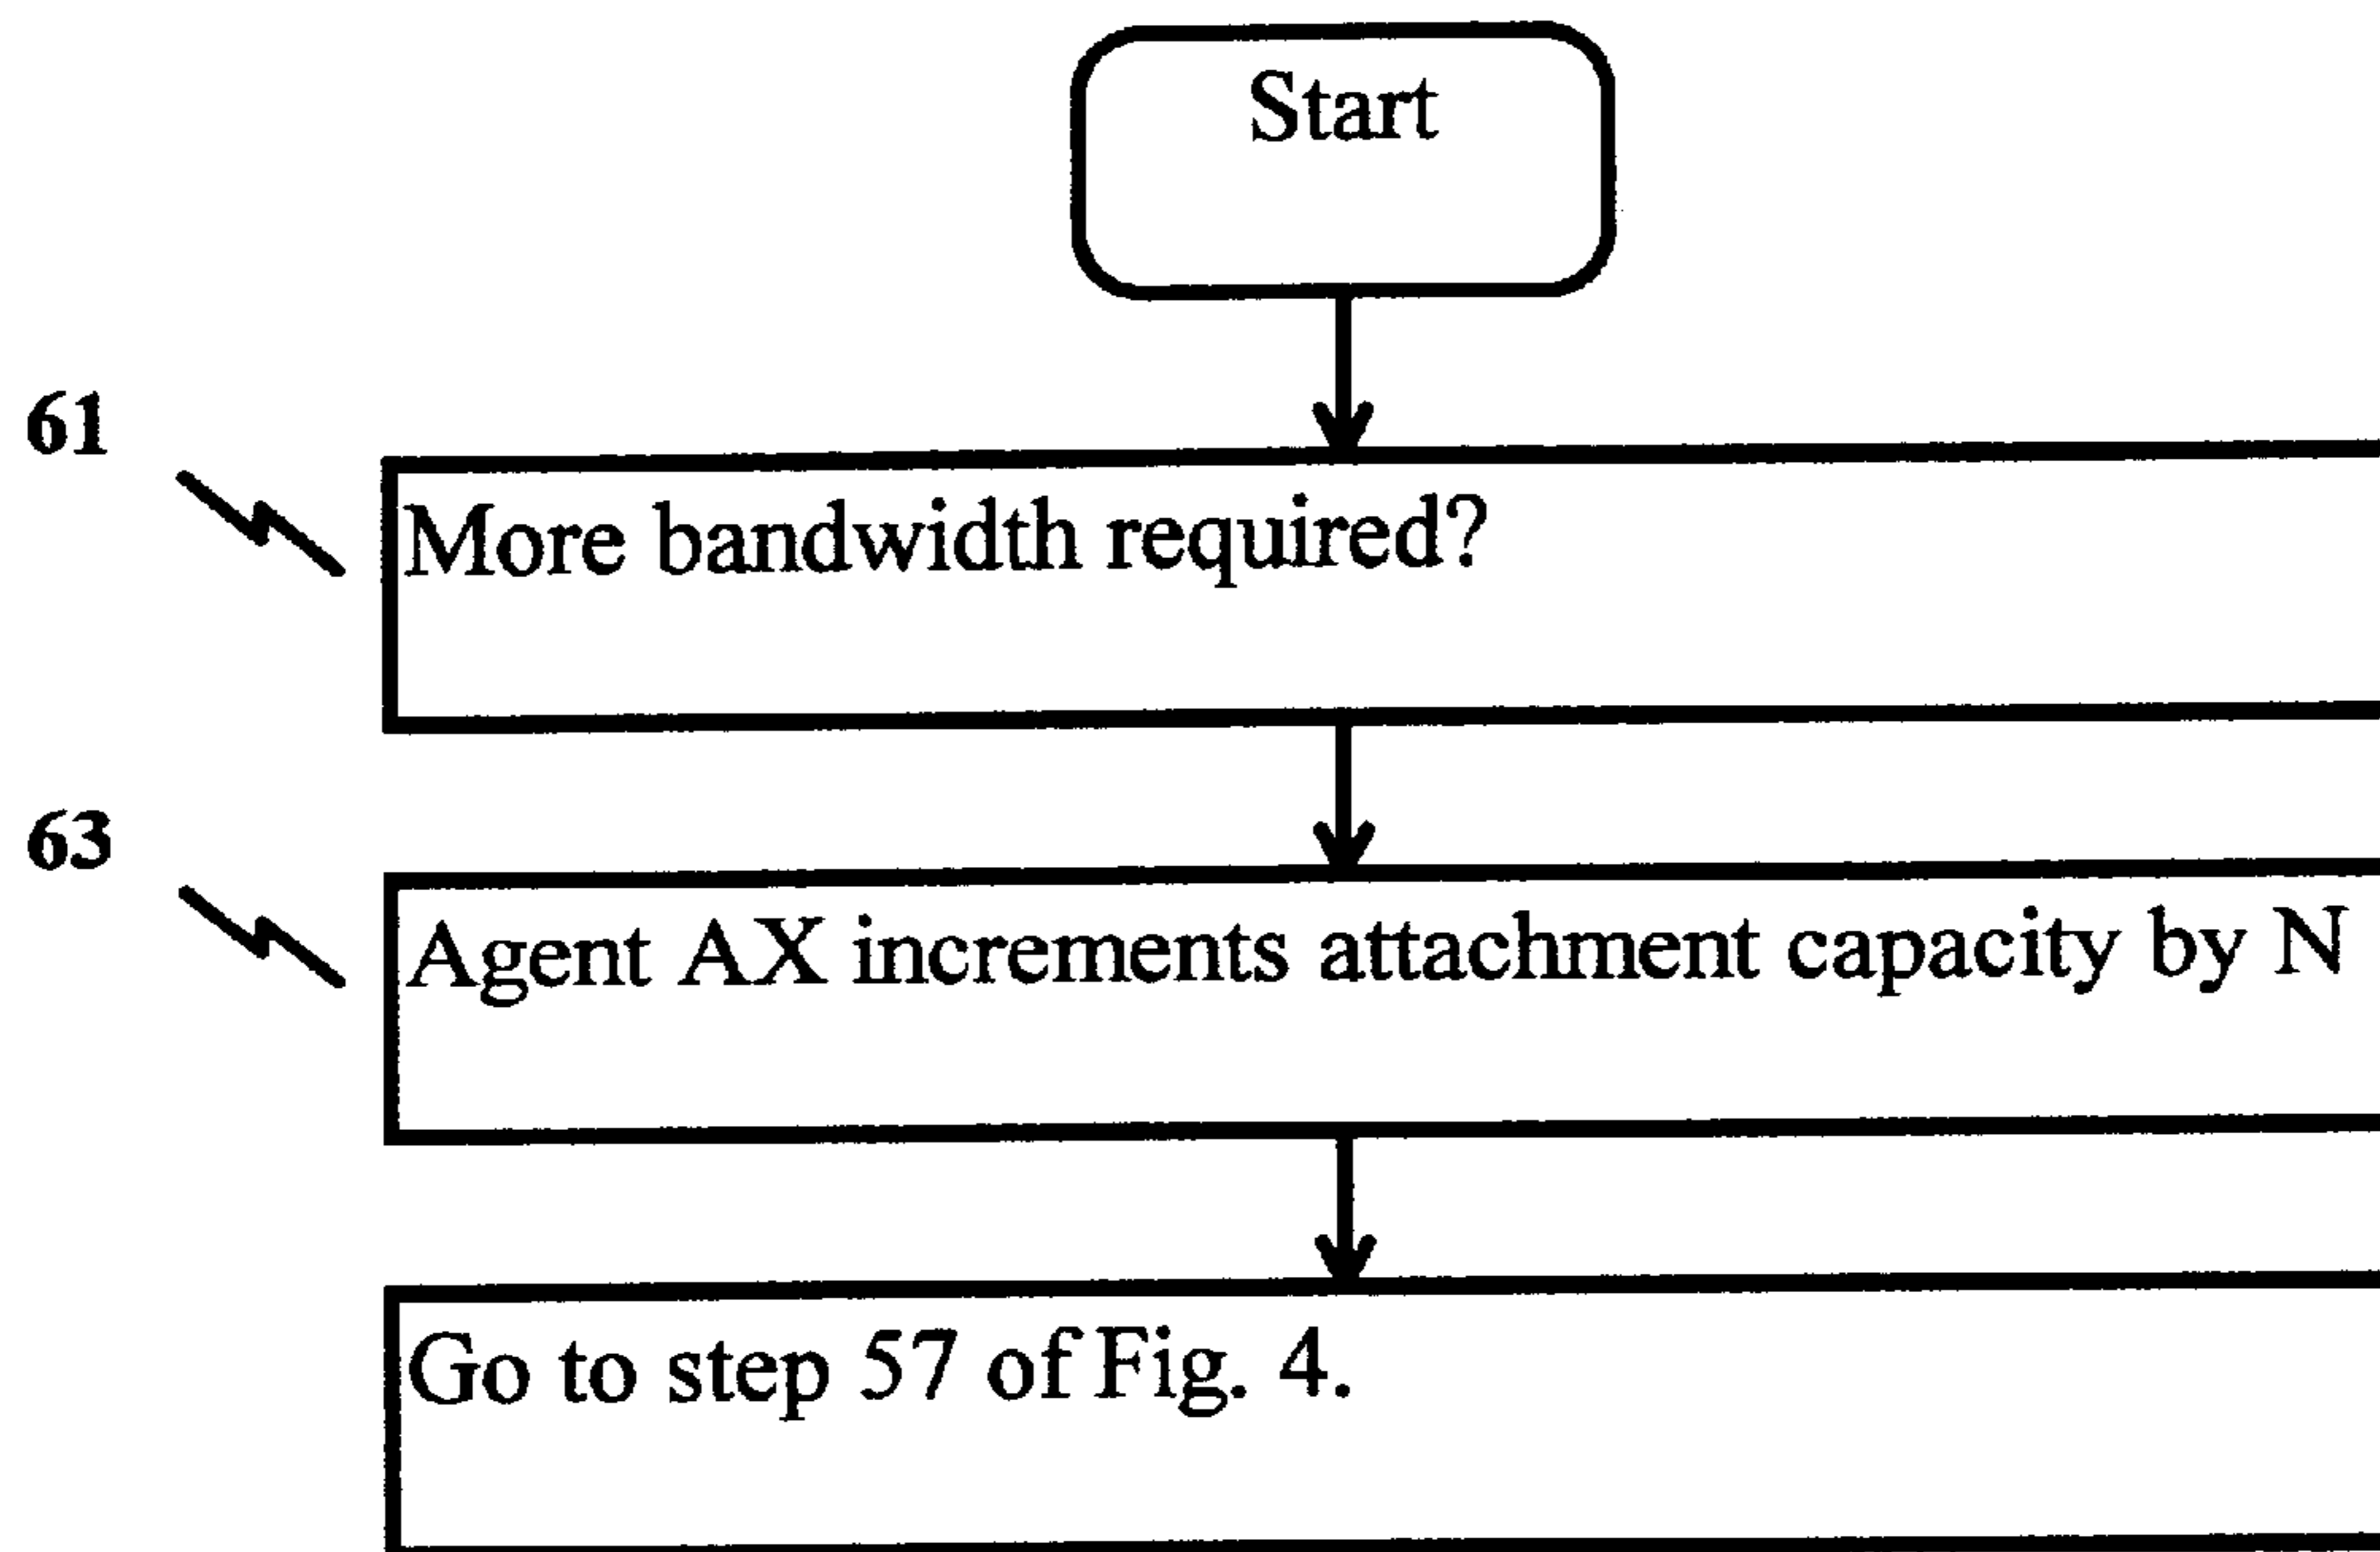 Start
61
More bandwidth required?
63
Agent AX increments attachment capacity by N
Go to step 57 of Fig. 4.